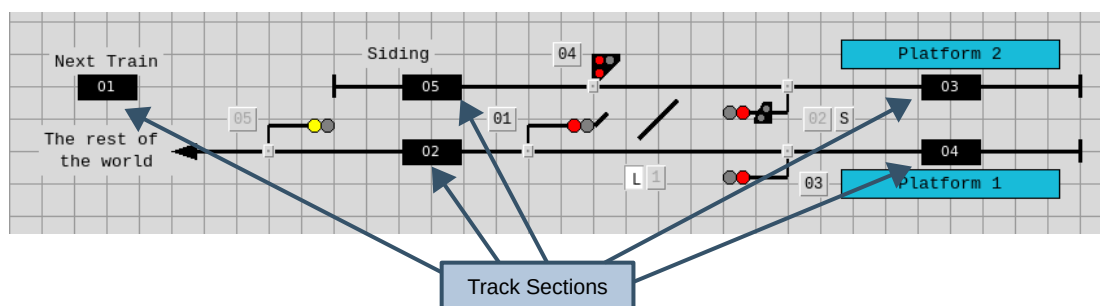 Next Train
01
Siding
05
04
Platform 2
03
05
01
02 S
The rest of
the world
02
L 1
03
04
Platform 1
Track Sections